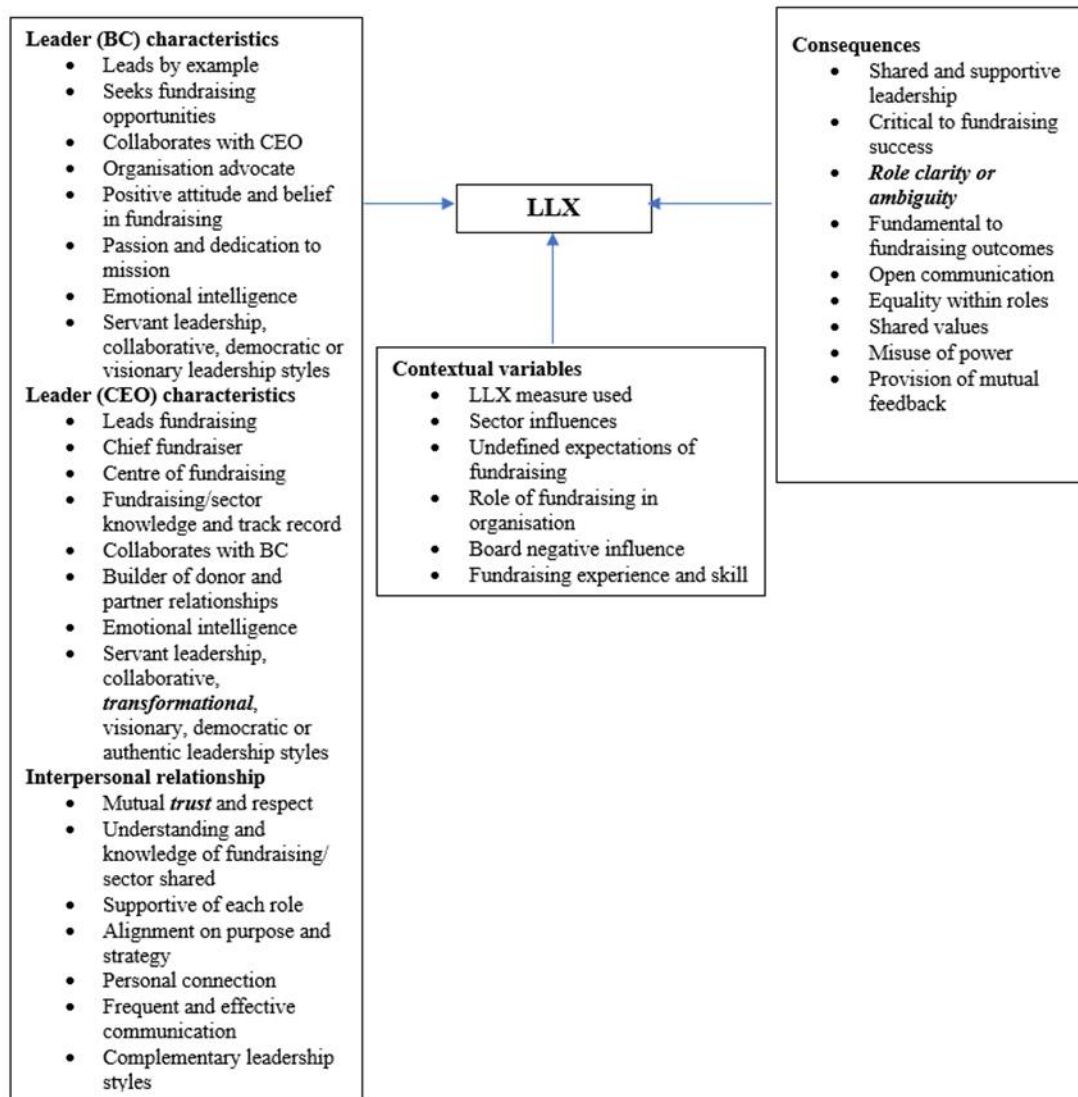 Leader (BC) characteristics
• Leads by example
• Seeks fundraising
opportunities
• Collaborates with CEO
• Organisation advocate
• Positive attitude and belief
in fundraising
• Passion and dedication to
mission
• Emotional intelligence
• Servant leadership,
collaborative, democratic or
visionary leadership styles
Leader (CEO) characteristics
• Leads fundraising
• Chief fundraiser
• Centre of fundraising
• Fundraising/sector
knowledge and track record
• Collaborates with BC
• Builder of donor and
partner relationships
• Emotional intelligence
• Servant leadership,
collaborative,
transformational,
visionary, democratic or
authentic leadership styles
Interpersonal relationship
• Mutual trust and respect
• Understanding and
knowledge of fundraising/
sector shared
• Supportive of each role
• Alignment on purpose and
strategy
• Personal connection
• Frequent and effective
communication
• Complementary leadership
styles
LLX
Contextual variables
• LLX measure used
• Sector influences
• Undefined expectations of
fundraising
• Role of fundraising in
organisation
• Board negative influence
• Fundraising experience and skill
Consequences
• Shared and supportive
leadership
• Critical to fundraising
success
• Role clarity or
ambiguity
• Fundamental to
fundraising outcomes
• Open communication
• Equality within roles
• Shared values
• Misuse of power
• Provision of mutual
feedback